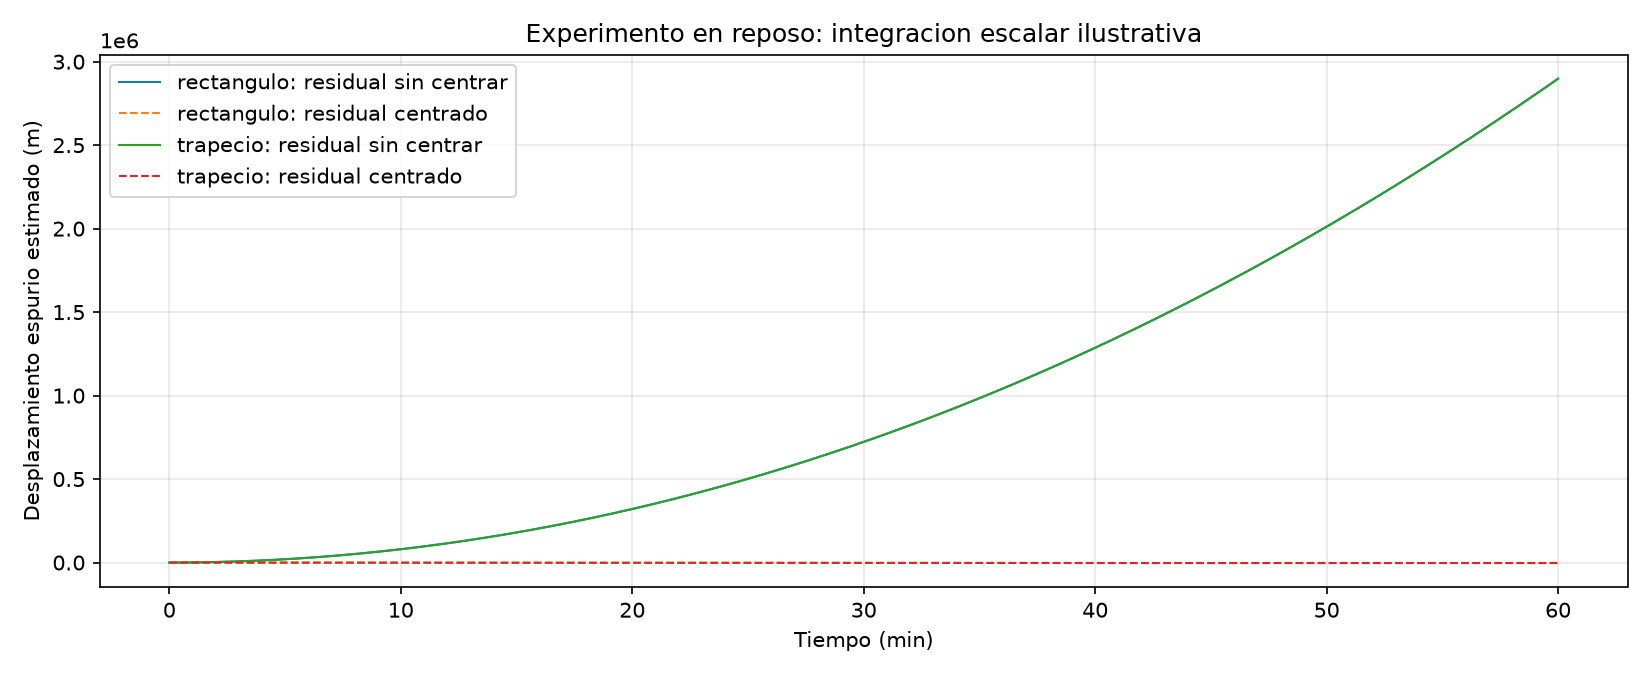 Experimento en reposo: integracion escalar ilustrativa
1e6
rectangulo: residual sin centrar
rectangulo: residual centrado
trapecio: residual sin centrar
trapecio: residual centrado
Desplazamiento espurio estimado (m)
3.0
2.5
2.0
1.5
1.0
0.5
0.0
0 10 20 30 40 50 60
Tiempo (min)